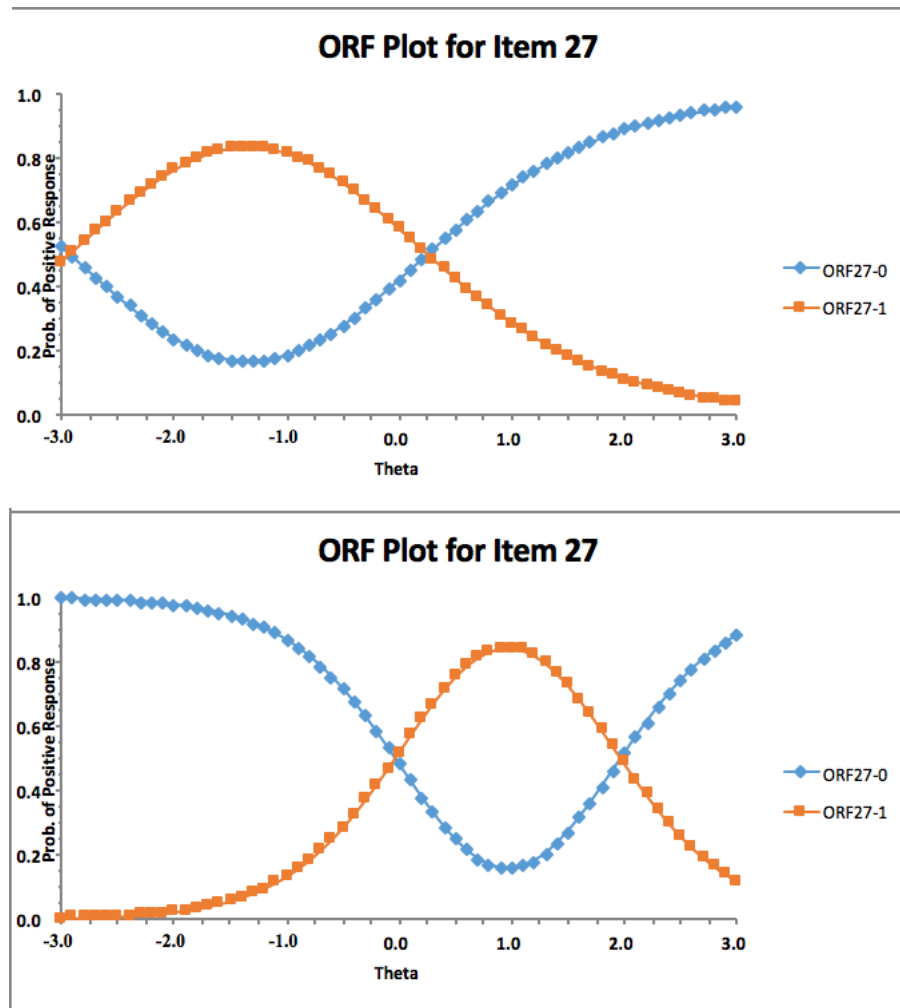 ORF Plot for Item 27
Prob. of Positive Response
1.0
0.8
0.6
0.4
0.2
0.0
-3.0 -2.0 -1.0 0.0 1.0 2.0 3.0
Theta
ORF27-0
ORF27-1
ORF Plot for Item 27
Prob. of Positive Response
1.0
0.8
0.6
0.4
0.2
0.0
-3.0 -2.0 -1.0 0.0 1.0 2.0 3.0
Theta
ORF27-0
ORF27-1